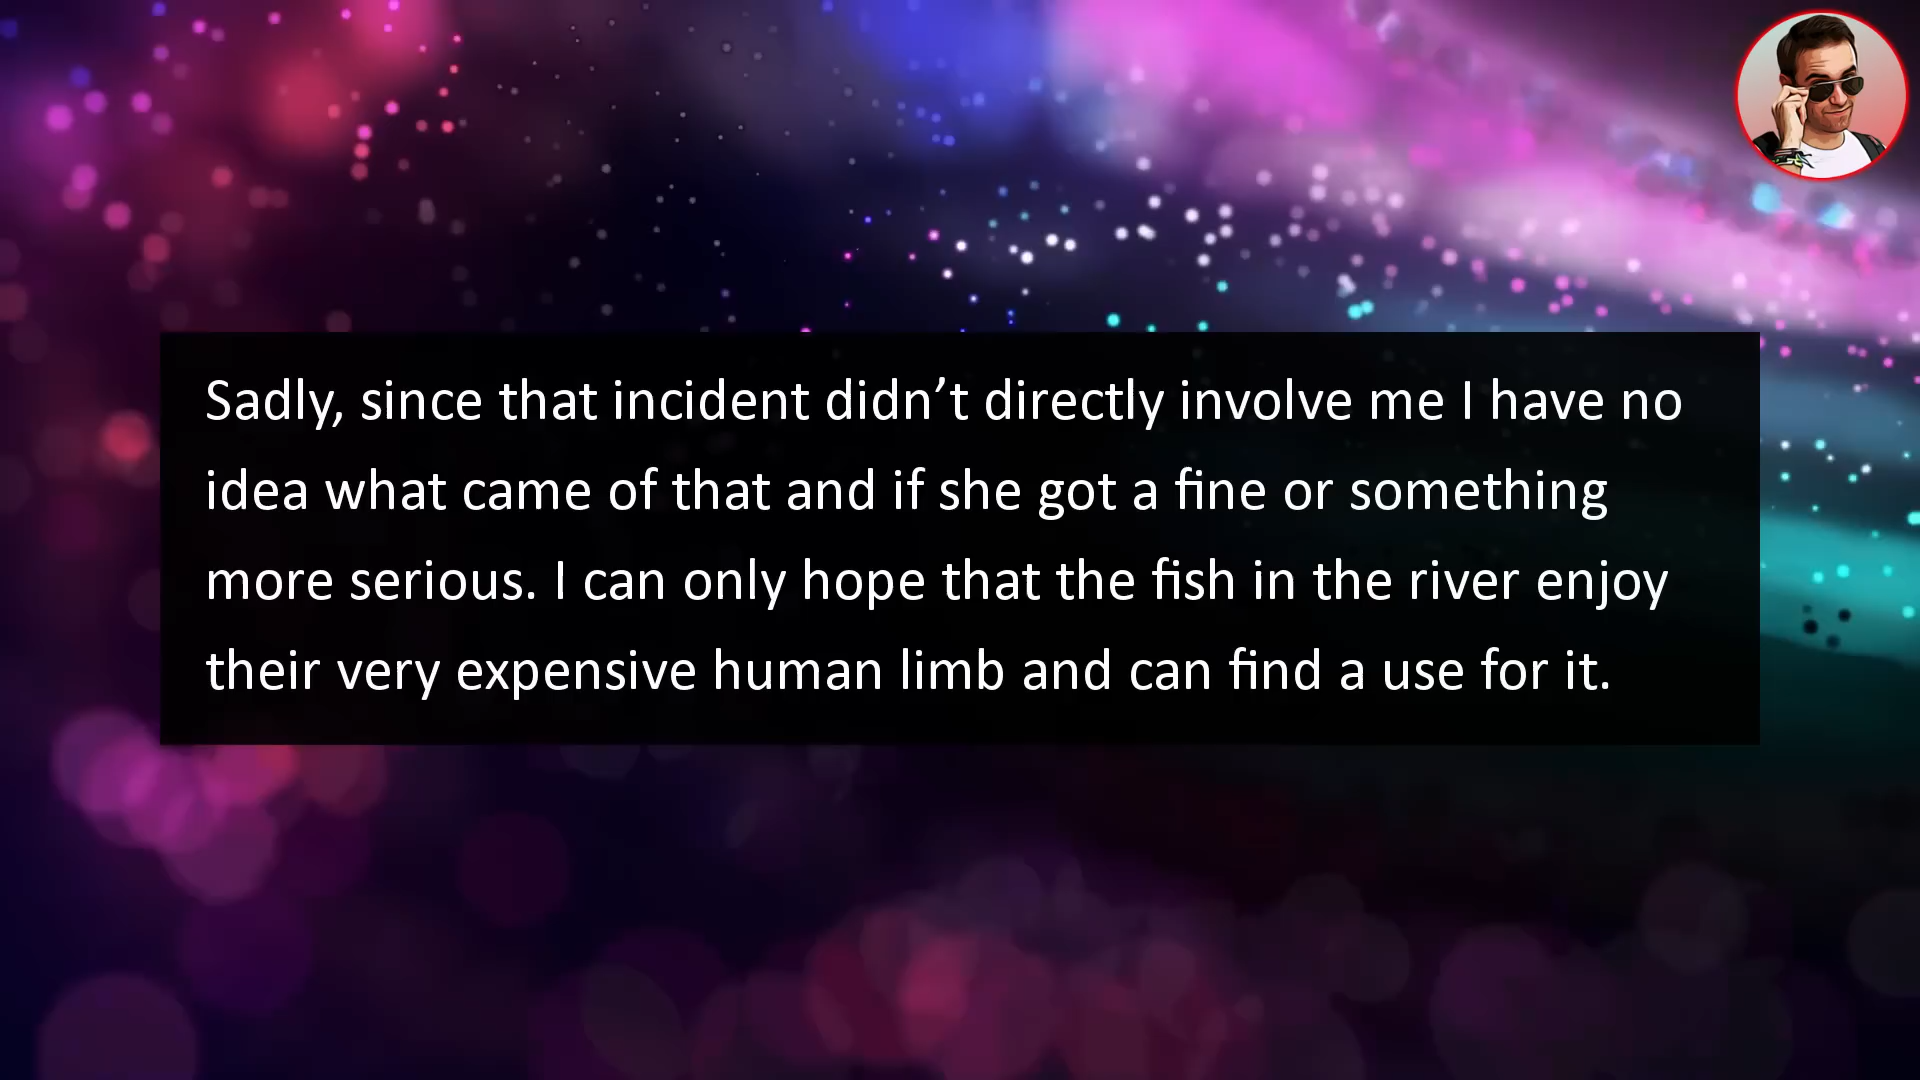 Sadly, since that incident didn’t directly involve me I have no
idea what came of that and if she got a fine or something
more serious. I can only hope that the fish in the river enjoy
their very expensive human limb and can find a use for it.